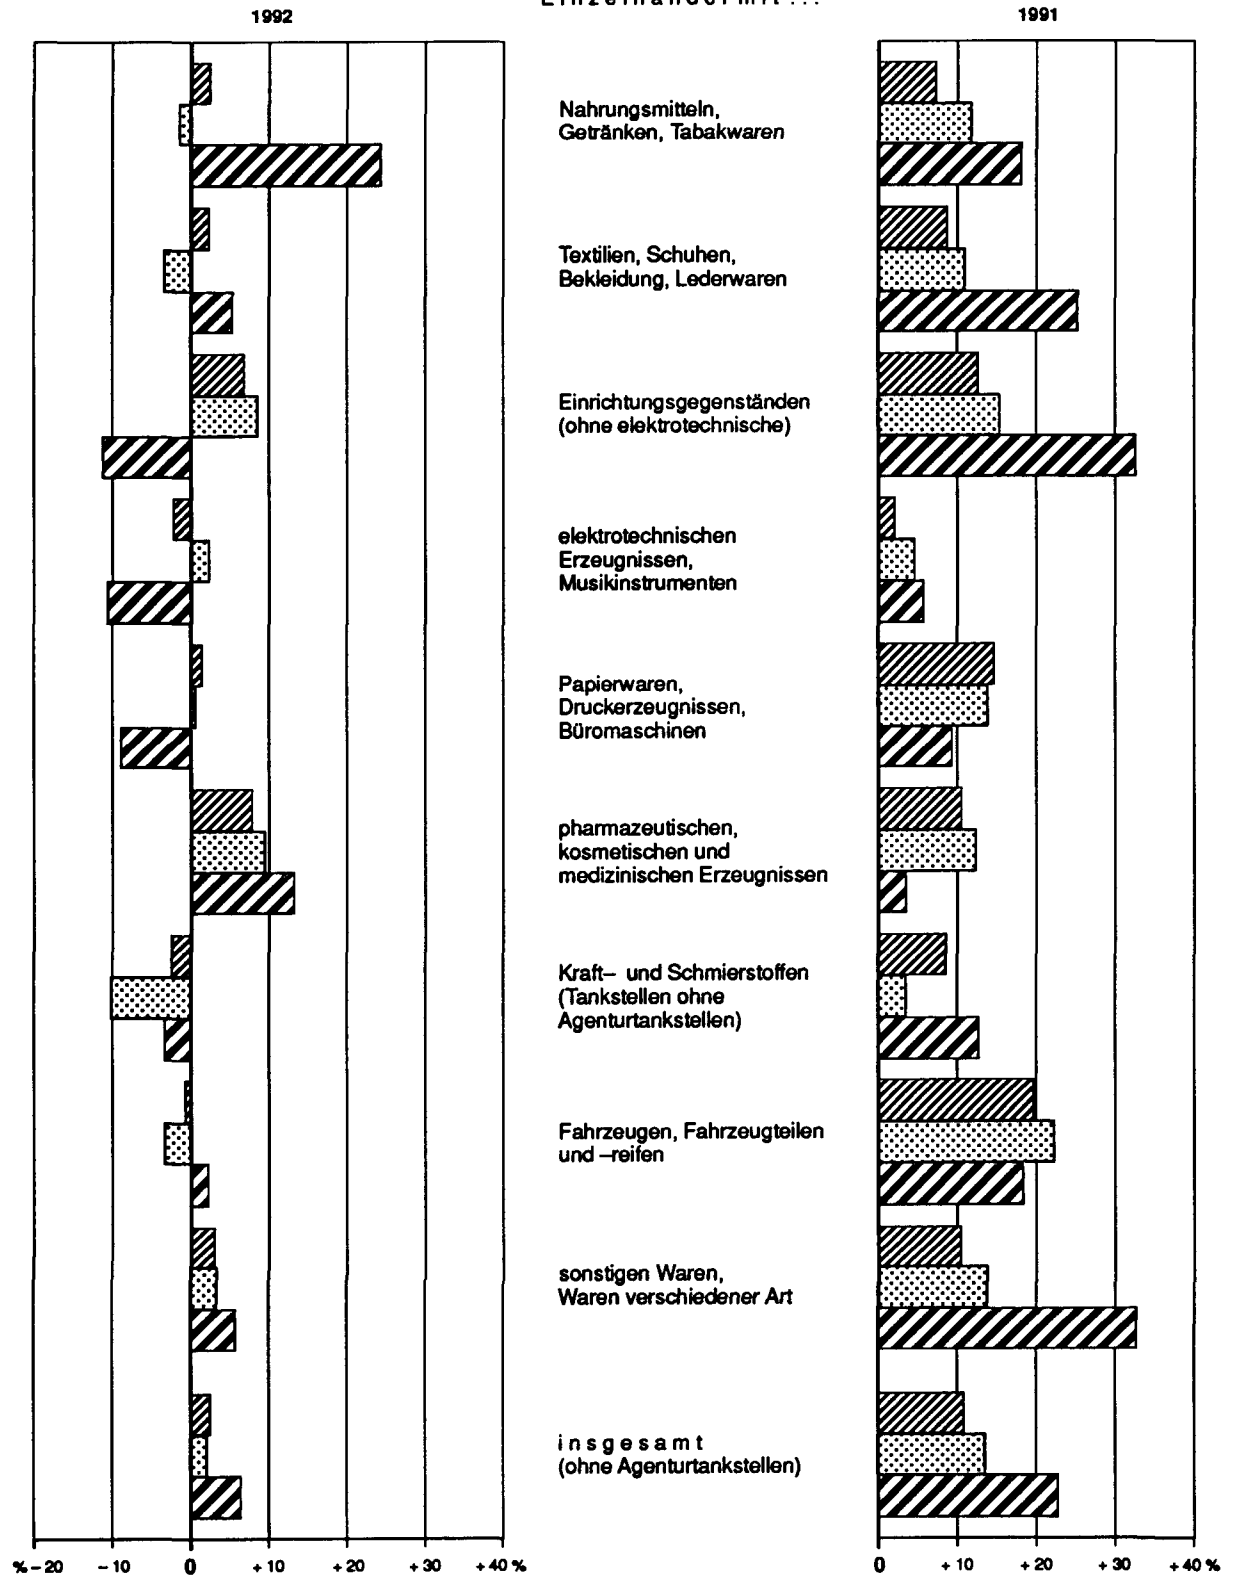 Einzelhandel mit ...
1992
1991
Nahrungsmitteln,
Getränken, Tabakwaren
Textilien, Schuhen,
Bekleidung, Lederwaren
Einrichtungsgegenständen
(ohne elektrotechnische)
elektrotechnischen
Erzeugnissen,
Musikinstrumenten
Papierwaren,
Druckerzeugnissen,
Büromaschinen
pharmazeutischen,
kosmetischen und
medizinischen Erzeugnissen
Kraft– und Schmierstoffen
(Tankstellen ohne
Agenturtankstellen)
Fahrzeugen, Fahrzeugteilen
und –reifen
sonstigen Waren,
Waren verschiedener Art
insgesamt
(ohne Agenturtankstellen)
% – 20 – 10 0 + 10 + 20 + 30 + 40 %
0 + 10 + 20 + 30 + 40 %